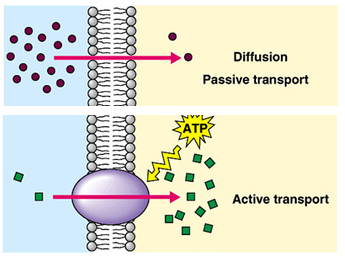 Diffusion
Passive transport
ATP
Active transport